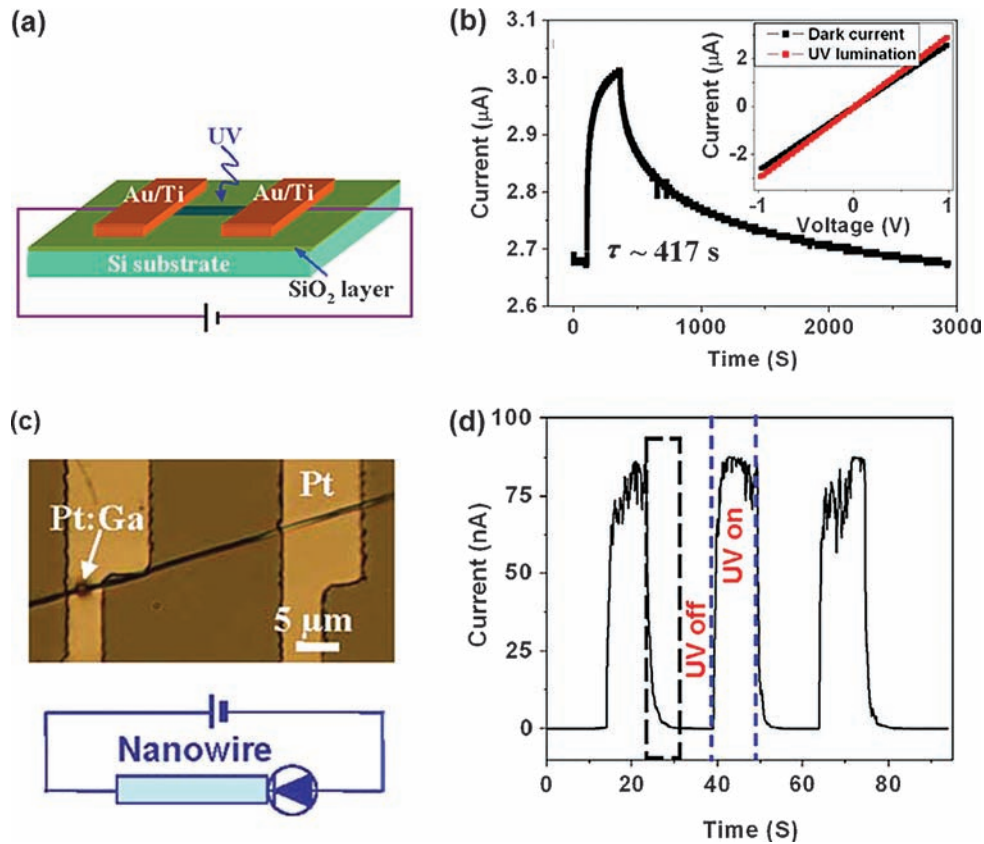 (a)
UV
Au/Ti
Au/Ti
Si substrate
SiO₂ layer
(b)
3.1
3.0
2.9
2.8
2.7
2.6
Current (μA)
0
1000
2000
3000
Time (S)
τ ~ 417 s
Dark current
UV lumination
Current (μA)
2
0
-2
-1
0
1
Voltage (V)
(c)
Pt
Pt:Ga
5 μm
Nanowire
(d)
100
75
50
25
0
Current (nA)
UV off
UV on
0
20
40
60
80
Time (S)